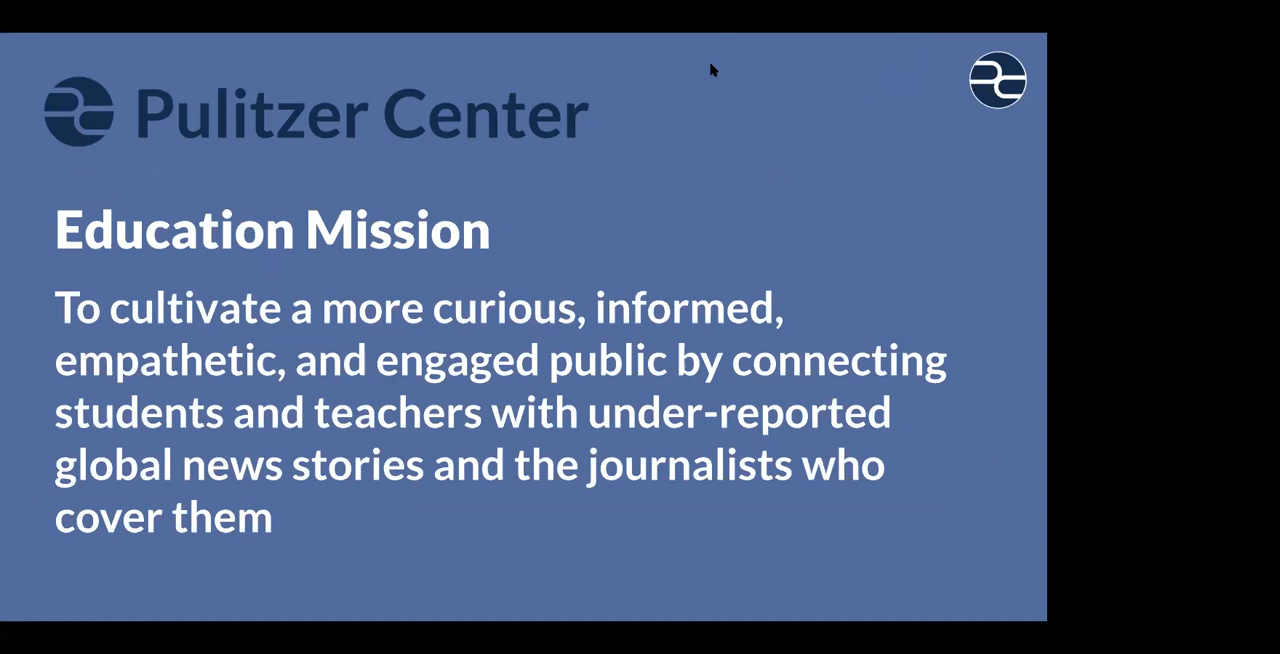 Pulitzer Center
Education Mission
To cultivate a more curious, informed,
empathetic, and engaged public by connecting
students and teachers with under-reported
global news stories and the journalists who
cover them